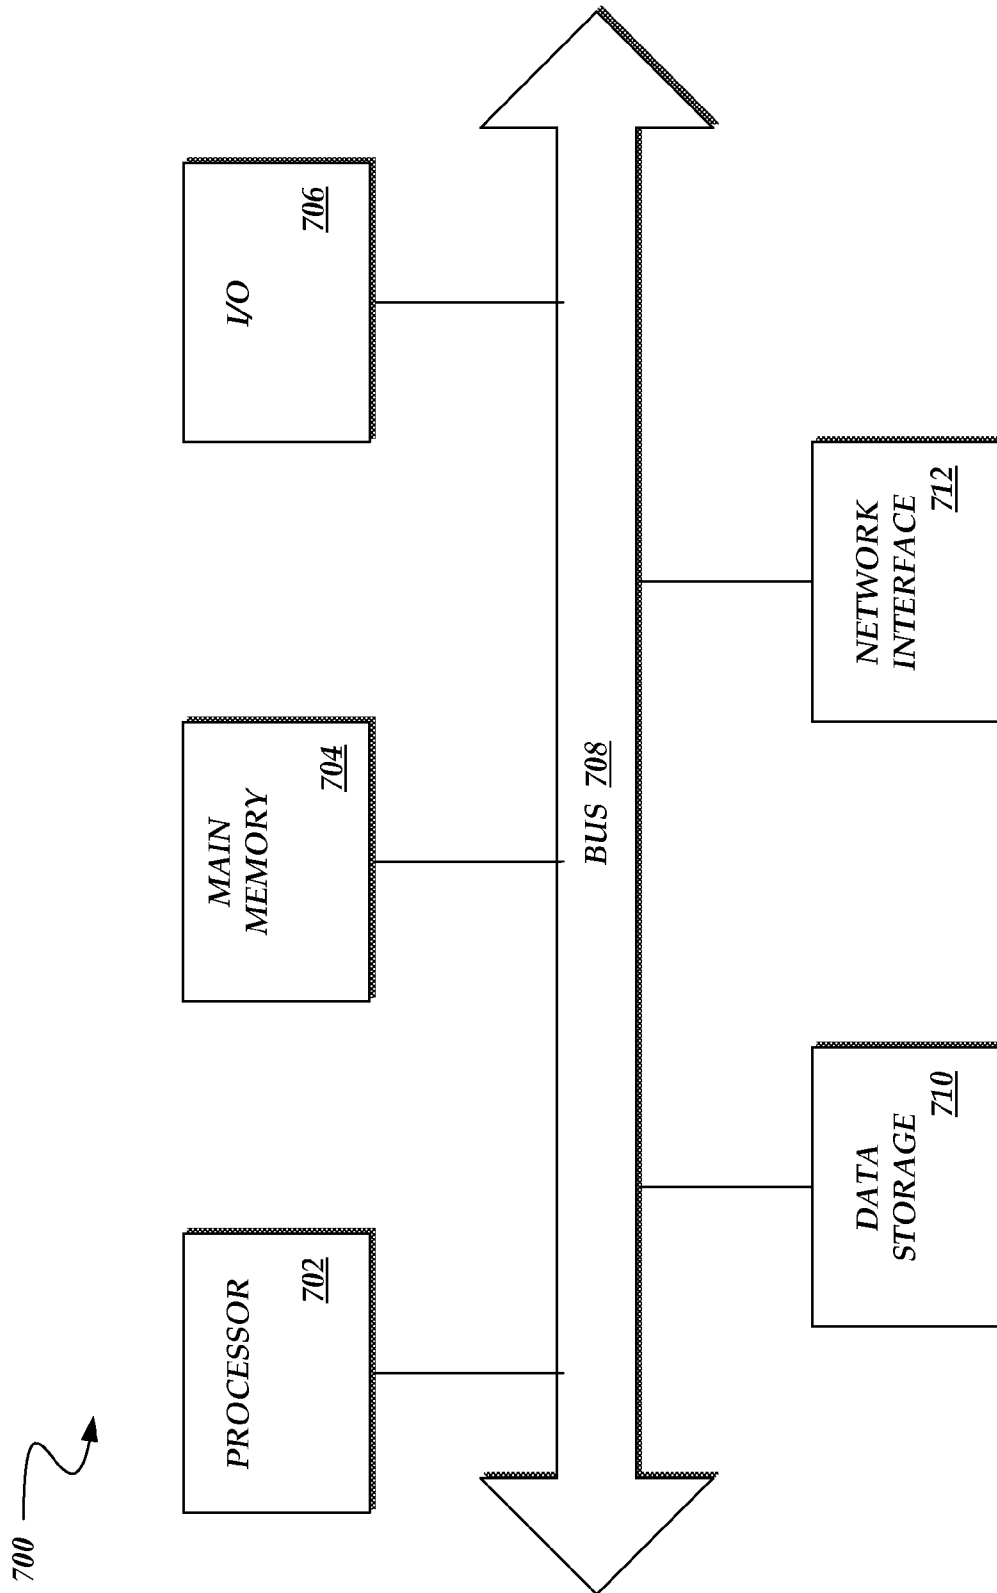 700
PROCESSOR
702
MAIN
MEMORY
704
I/O
706
BUS 708
DATA
STORAGE
710
NETWORK
INTERFACE
712